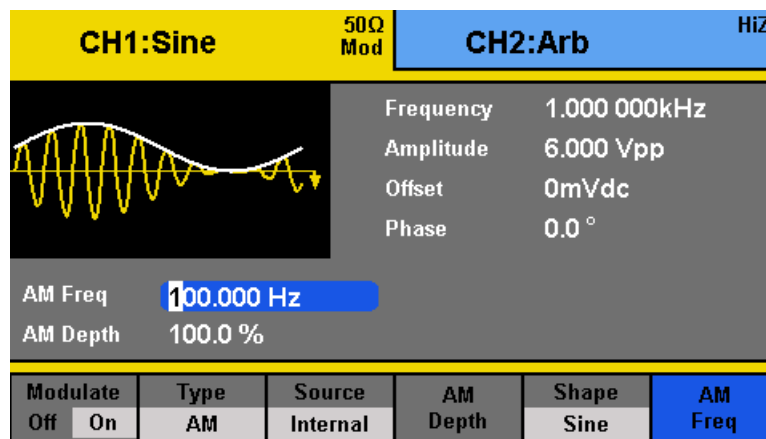 CH1:Sine
50Ω
Mod
CH2:Arb
HiZ
Frequency 1.000 000kHz
Amplitude 6.000 Vpp
Offset 0mVdc
Phase 0.0 °
AM Freq 100.000 Hz
AM Depth 100.0 %
Modulate Type Source AM Shape AM
Off On AM Internal Depth Sine Freq